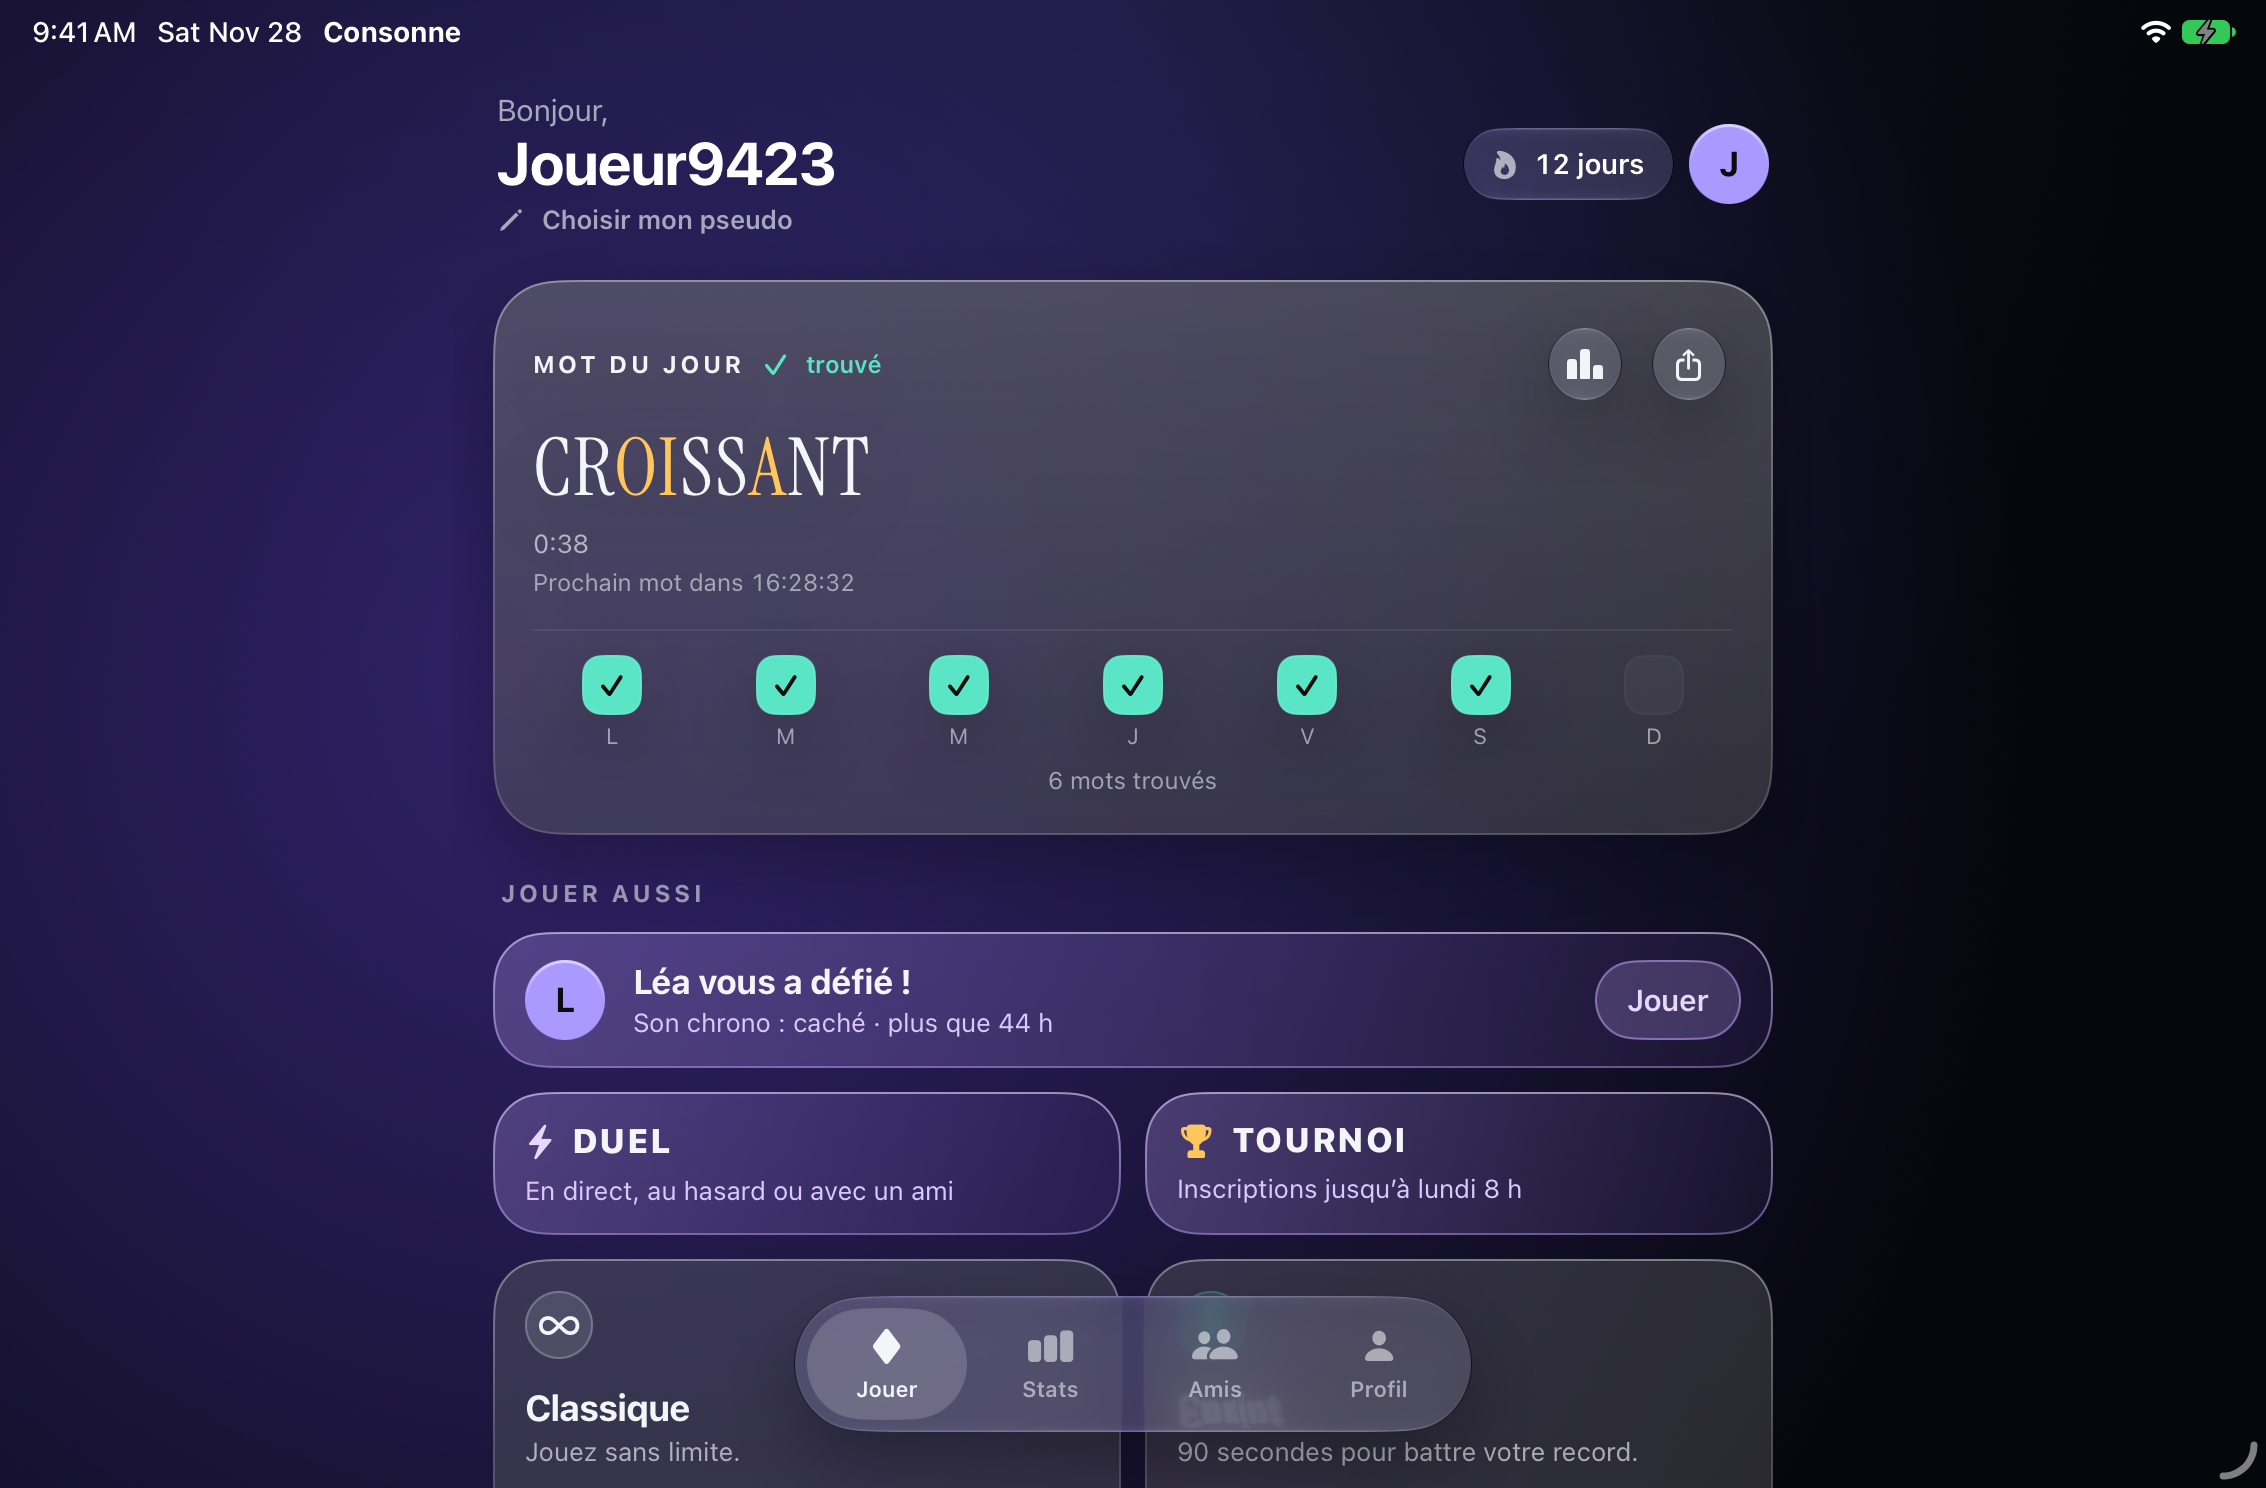 9:41 AM Sat Nov 28 Consonne
Bonjour,
Joueur9423
Choisir mon pseudo
12 jours
J
MOT DU JOUR trouvé
CROISSANT
0:38
Prochain mot dans 16:28:32
L M M J V S D
6 mots trouvés
JOUER AUSSI
L
Léa vous a défié !
Son chrono : caché · plus que 44 h
Jouer
DUEL
En direct, au hasard ou avec un ami
TOURNOI
Inscriptions jusqu’à lundi 8 h
Classique
Jouez sans limite.
90 secondes pour battre votre record.
Jouer Stats Amis Profil